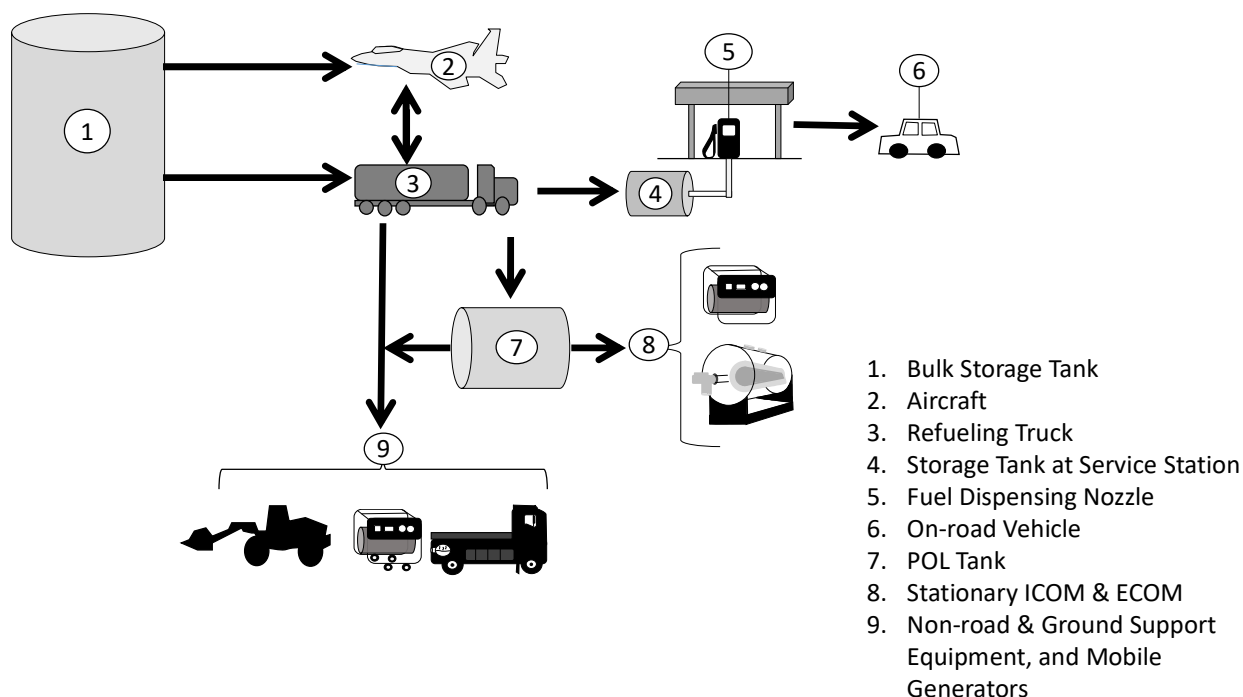 1
2
3
4
5
6
7
8
9
1. Bulk Storage Tank
2. Aircraft
3. Refueling Truck
4. Storage Tank at Service Station
5. Fuel Dispensing Nozzle
6. On-road Vehicle
7. POL Tank
8. Stationary ICOM & ECOM
9. Non-road & Ground Support
Equipment, and Mobile
Generators